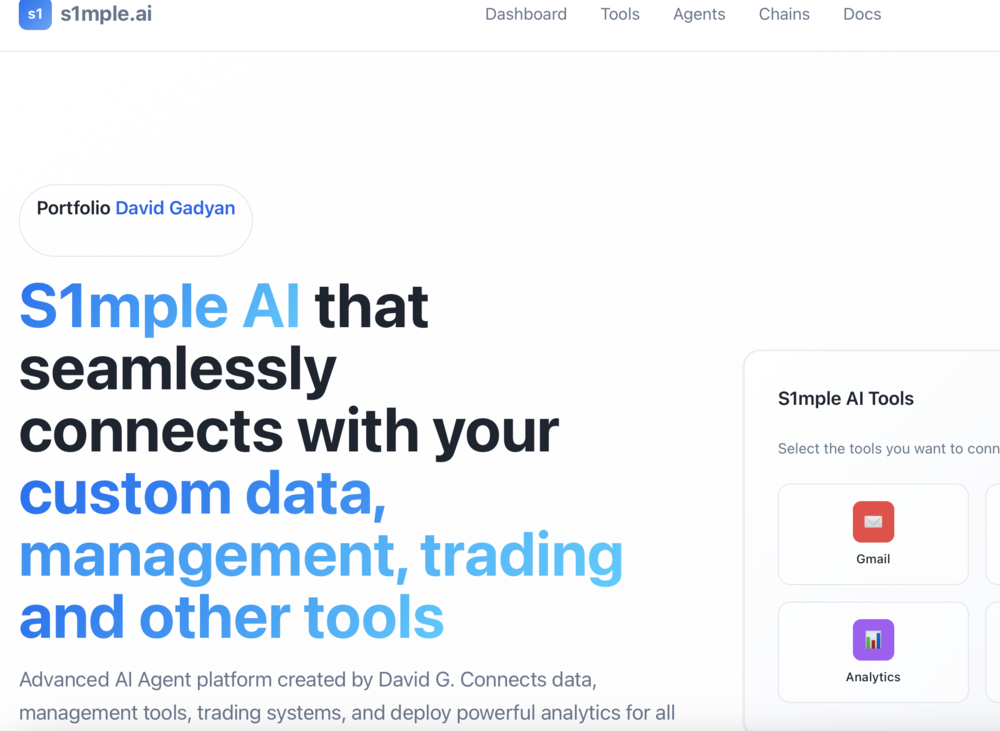 s1 s1mple.ai Dashboard Tools Agents Chains Docs
Portfolio David Gadyan
S1mple AI that
seamlessly
connects with your
custom data,
management, trading
and other tools
Advanced AI Agent platform created by David G. Connects data,
management tools, trading systems, and deploy powerful analytics for all
S1mple AI Tools
Select the tools you want to conn
Gmail
Analytics